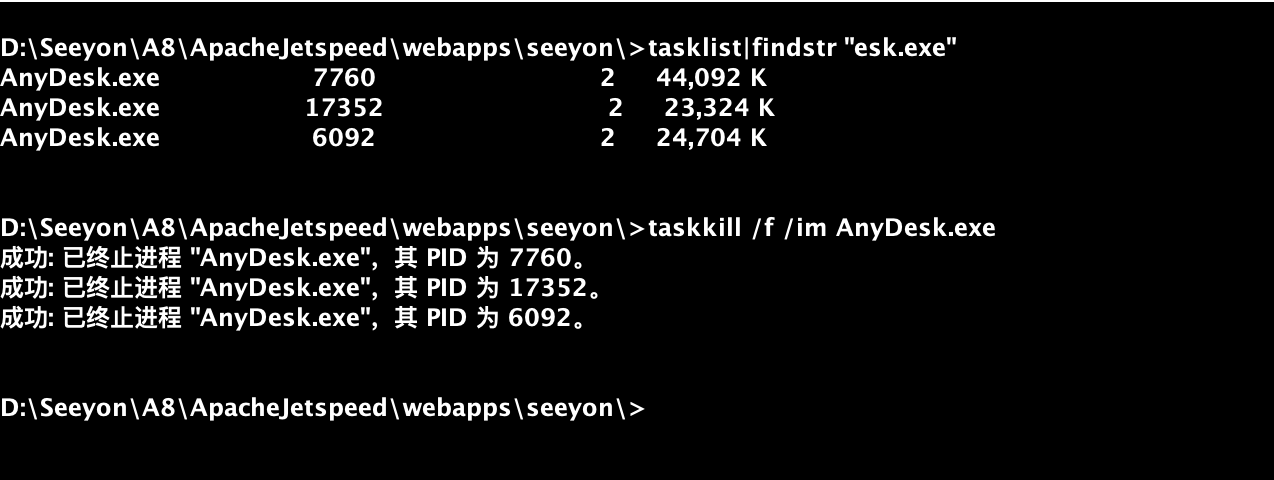 D:\Seeyon\A8\ApacheJetspeed\webapps\seeyon\>tasklist|findstr "esk.exe"
AnyDesk.exe 7760 2 44,092 K
AnyDesk.exe 17352 2 23,324 K
AnyDesk.exe 6092 2 24,704 K
D:\Seeyon\A8\ApacheJetspeed\webapps\seeyon\>taskkill /f /im AnyDesk.exe
成功: 已终止进程 "AnyDesk.exe"，其 PID 为 7760。
成功: 已终止进程 "AnyDesk.exe"，其 PID 为 17352。
成功: 已终止进程 "AnyDesk.exe"，其 PID 为 6092。
D:\Seeyon\A8\ApacheJetspeed\webapps\seeyon\>